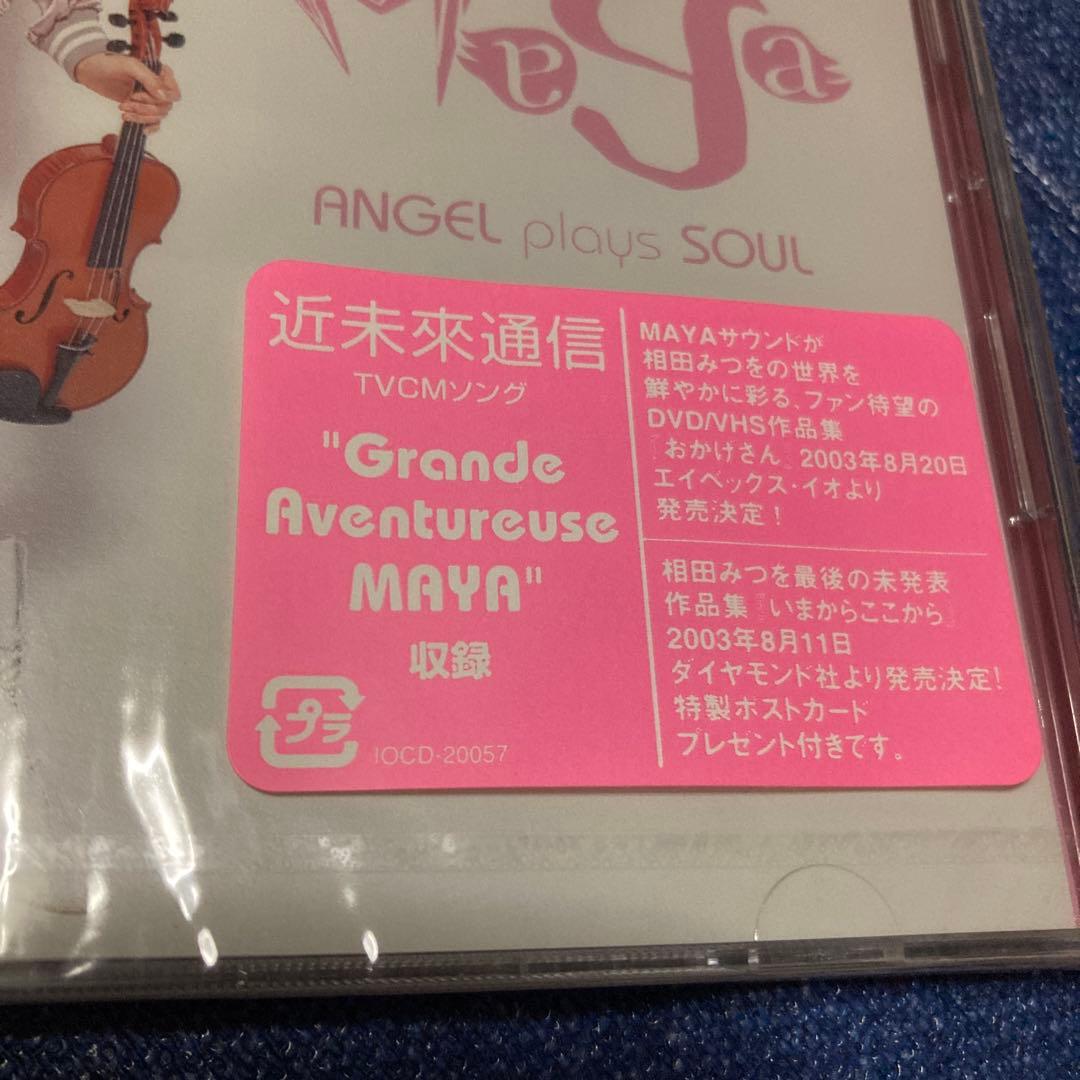 MAYA
ANGEL plays SOUL
近未來通信
TVCMソング
"Grande
Aventureuse
MAYA"
収録
プラ
IOCD-20057
MAYAサウンドが
相田みつをの世界を
鮮やかに彩る、ファン待望の
DVD/VHS作品集
『おかげさん』2003年8月20日
エイベックス・イオより
発売決定!
相田みつを最後の未発表
作品集『いまからここから』
2003年8月11日
ダイヤモンド社より発売決定!
特製ポストカード
プレゼント付きです。